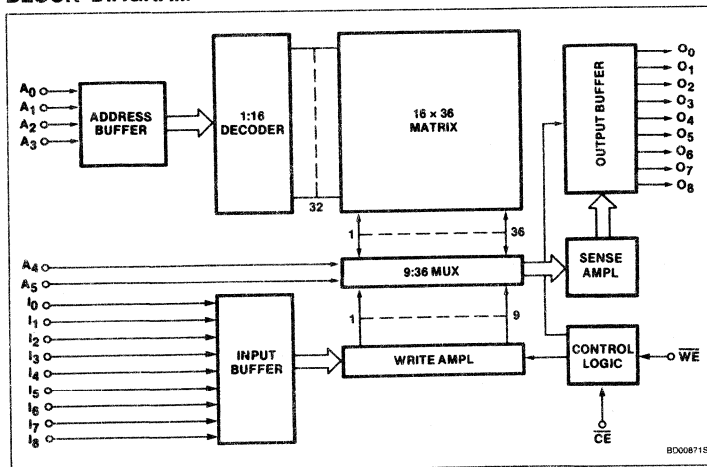 A0
A1
A2
A3
ADDRESS
BUFFER
1:16
DECODER
32
16 × 36
MATRIX
OUTPUT BUFFER
O0
O1
O2
O3
O4
O5
O6
O7
O8
1
36
A4
A5
9:36 MUX
SENSE
AMPL
I0
I1
I2
I3
I4
I5
I6
I7
I8
INPUT
BUFFER
1
9
WRITE AMPL
CONTROL
LOGIC
WE
CE
BD00871S